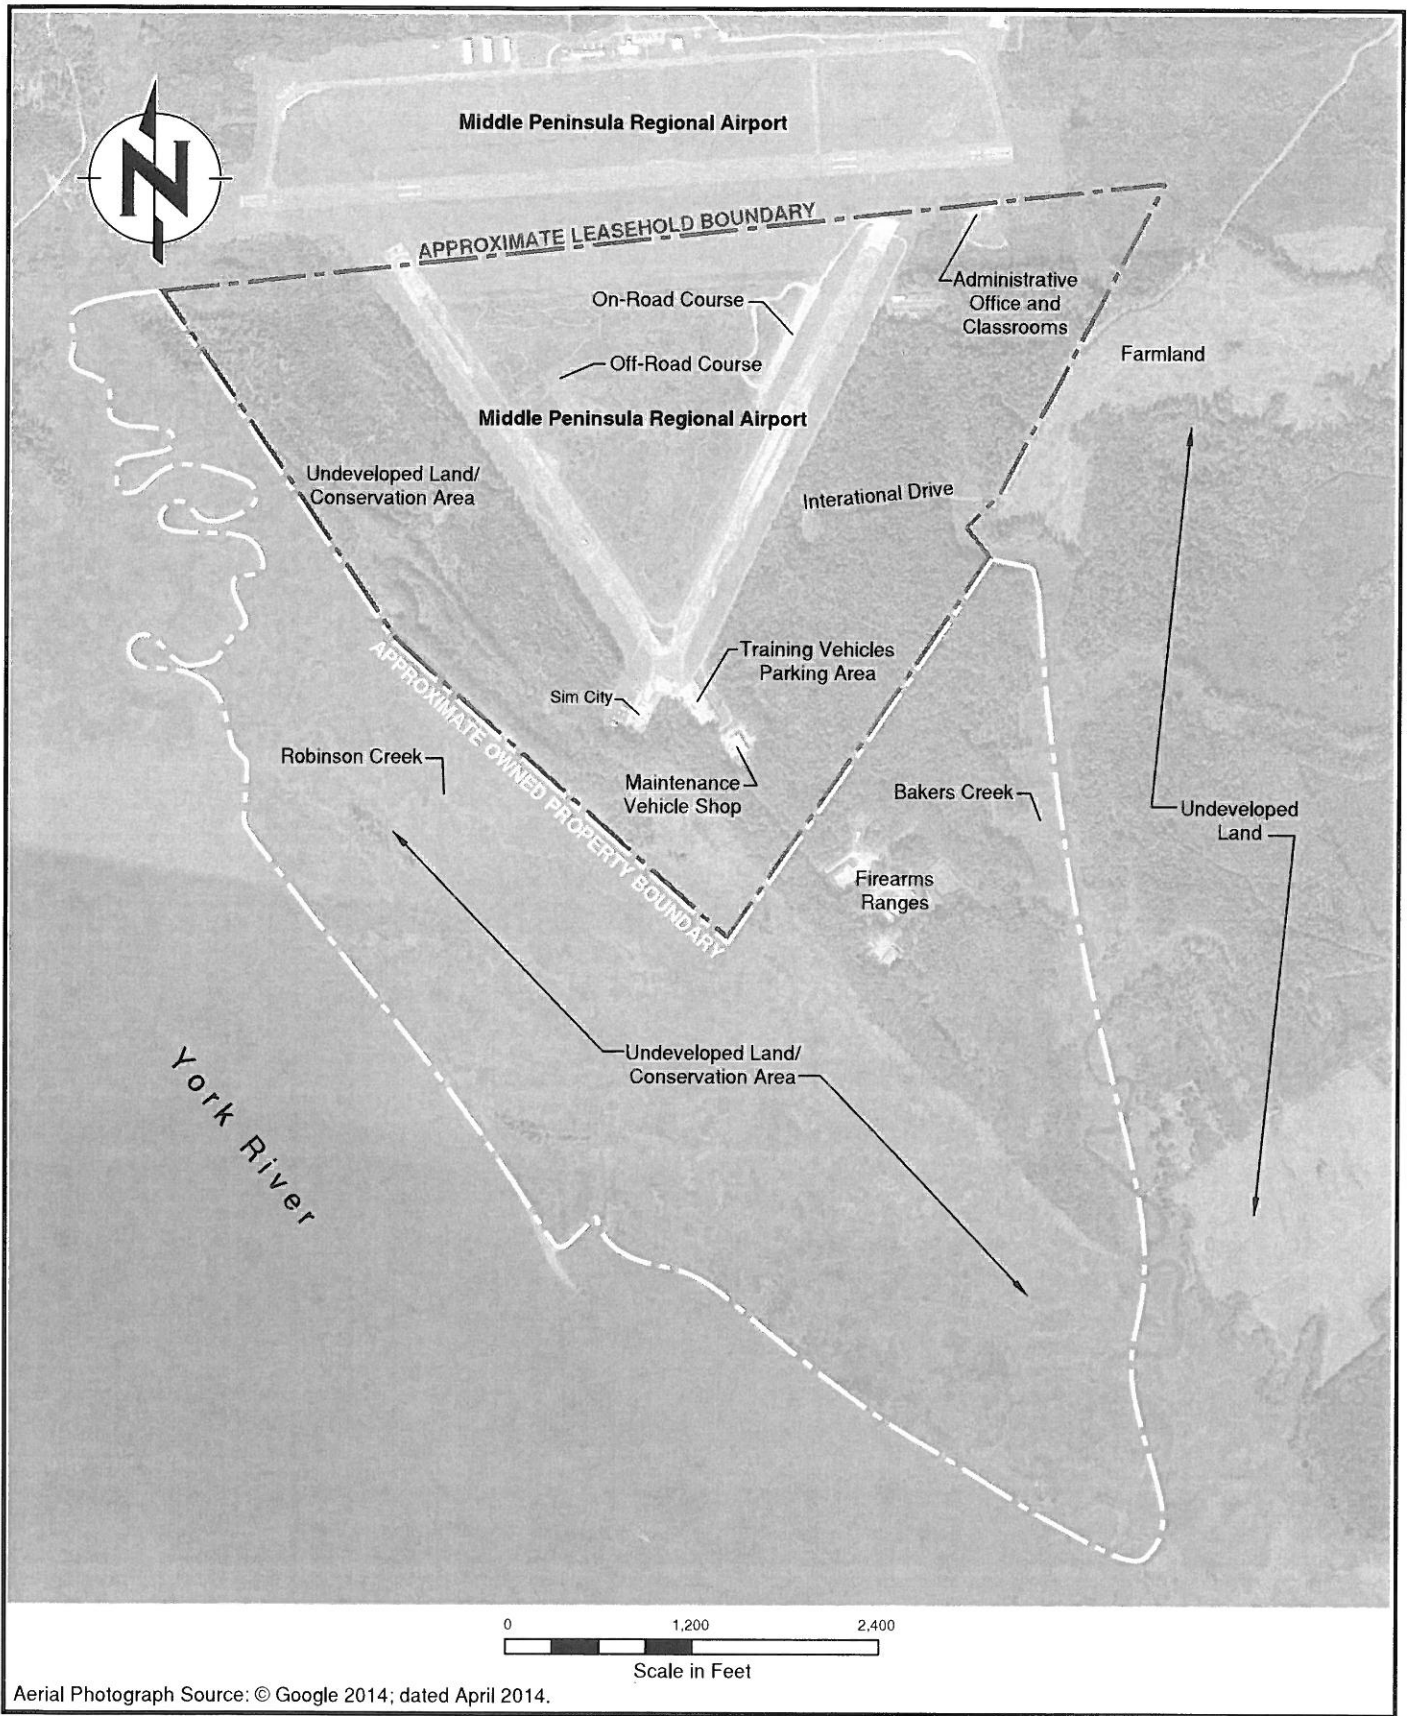 Middle Peninsula Regional Airport
N
APPROXIMATE LEASEHOLD BOUNDARY
Administrative
Office and
Classrooms
On-Road Course
Farmland
Off-Road Course
Middle Peninsula Regional Airport
Undeveloped Land/
Conservation Area
Interational Drive
Training Vehicles
Parking Area
Sim City
APPROXIMATE OWNED PROPERTY BOUNDARY
Robinson Creek
Maintenance
Vehicle Shop
Bakers Creek
Undeveloped
Land
Firearms
Ranges
Undeveloped Land/
Conservation Area
York River
0 1,200 2,400
Scale in Feet
Aerial Photograph Source: © Google 2014; dated April 2014.